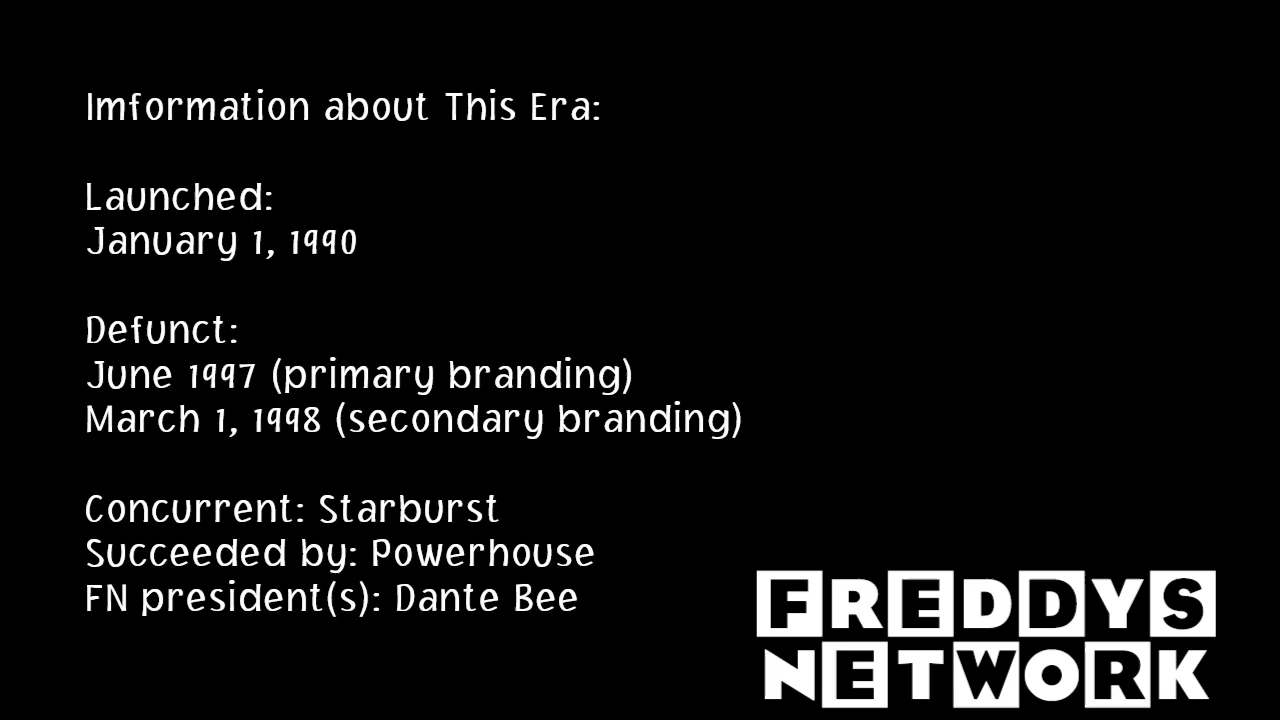 Imformation about This Era:
Launched:
January 1, 1990
Defunct:
June 1997 (primary branding)
March 1, 1998 (secondary branding)
Concurrent: Starburst
Succeeded by: Powerhouse
FN president(s): Dante Bee
FREDDYS
NETWORK